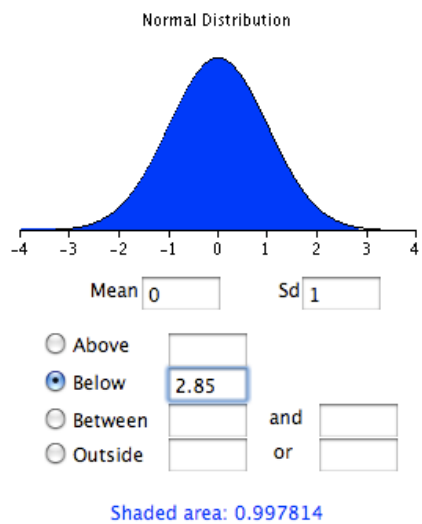 Normal Distribution
-4 -3 -2 -1 0 1 2 3 4
Mean 0 Sd 1
Above
Below 2.85
Between and
Outside or
Shaded area: 0.997814